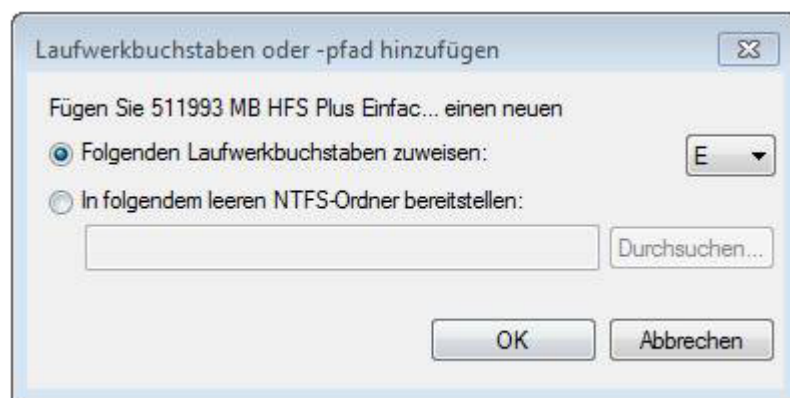 Laufwerkbuchstaben oder -pfad hinzufügen
Fügen Sie 511993 MB HFS Plus Einfac... einen neuen
Folgenden Laufwerkbuchstaben zuweisen:
E
In folgendem leeren NTFS-Ordner bereitstellen:
Durchsuchen...
OK
Abbrechen